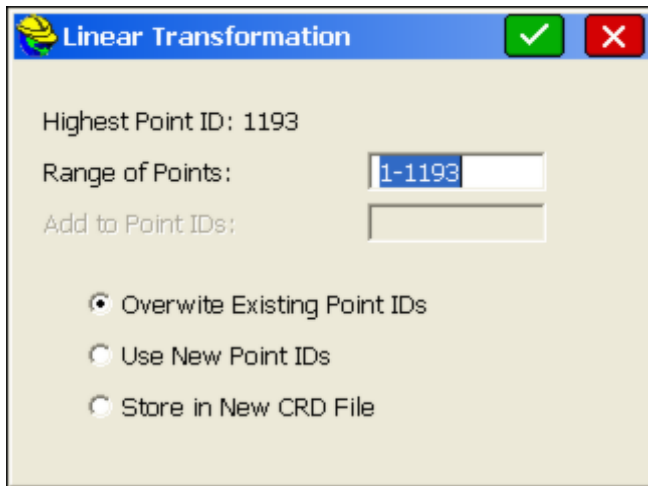 Linear Transformation
Highest Point ID: 1193
Range of Points: 1-1193
Add to Point IDs:
Overwite Existing Point IDs
Use New Point IDs
Store in New CRD File